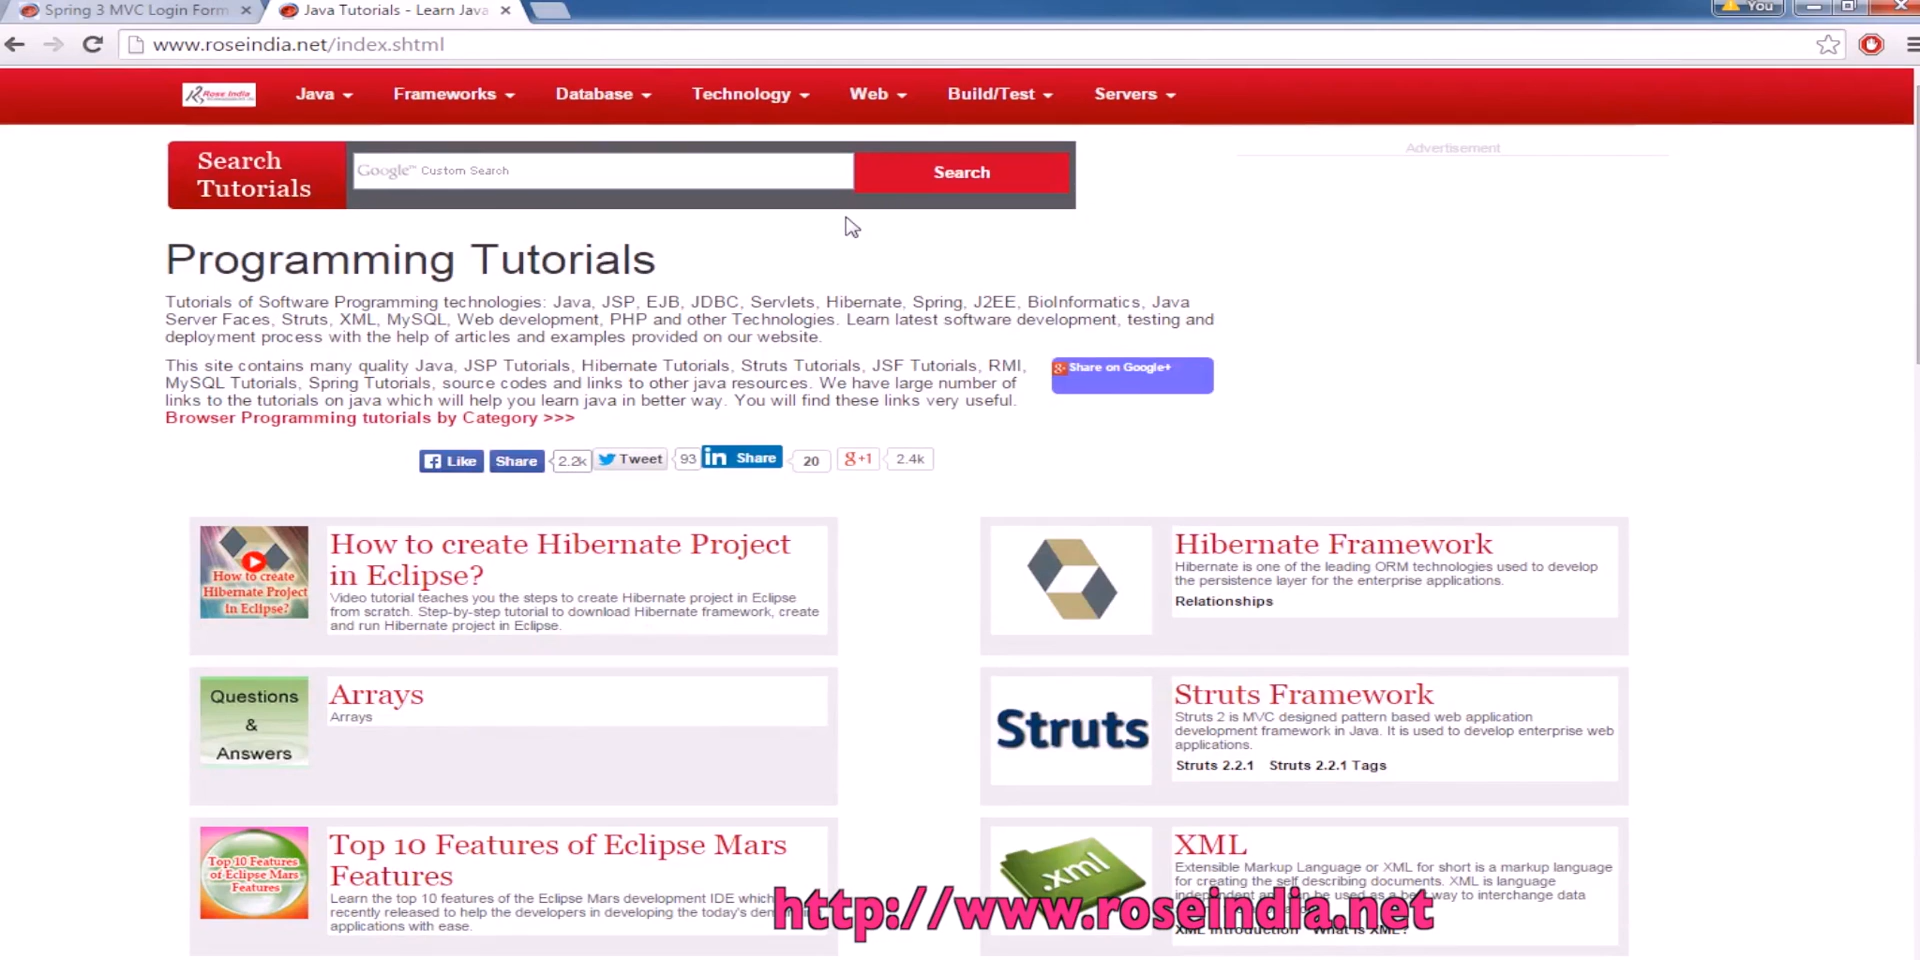 Spring 3 MVC Login Form
Java Tutorials - Learn Java
You
www.roseindia.net/index.shtml
Rose India
Java
Frameworks
Database
Technology
Web
Build/Test
Servers
Search
Tutorials
Google™ Custom Search
Search
Advertisement
Programming Tutorials
Tutorials of Software Programming technologies: Java, JSP, EJB, JDBC, Servlets, Hibernate, Spring, J2EE, BioInformatics, Java
Server Faces, Struts, XML, MySQL, Web development, PHP and other Technologies. Learn latest software development, testing and
deployment process with the help of articles and examples provided on our website.
This site contains many quality Java, JSP Tutorials, Hibernate Tutorials, Struts Tutorials, JSF Tutorials, RMI,
MySQL Tutorials, Spring Tutorials, source codes and links to other java resources. We have large number of
links to the tutorials on java which will help you learn java in better way. You will find these links very useful.
Browser Programming tutorials by Category >>>
Share on Google+
Like
Share
2.2k
Tweet
93
in Share
20
g+1
2.4k
How to create
Hibernate Project
in Eclipse?
How to create Hibernate Project
in Eclipse?
Video tutorial teaches you the steps to create Hibernate project in Eclipse
from scratch. Step-by-step tutorial to download Hibernate framework, create
and run Hibernate project in Eclipse.
Hibernate Framework
Hibernate is one of the leading ORM technologies used to develop
the persistence layer for the enterprise applications.
Relationships
Questions
&
Answers
Arrays
Arrays
Struts
Struts Framework
Struts 2 is MVC designed pattern based web application
development framework in Java. It is used to develop enterprise web
applications.
Struts 2.2.1 Struts 2.2.1 Tags
Top 10 Features
of Eclipse Mars
Features
Top 10 Features of Eclipse Mars
Features
Learn the top 10 features of the Eclipse Mars development IDE which
recently released to help the developers in developing the today's
applications with ease.
.xml
XML
Extensible Markup Language or XML for short is a markup language
for creating the self describing documents. XML is language
way to interchange data
XML Introduction What is XML?
http://www.roseindia.net